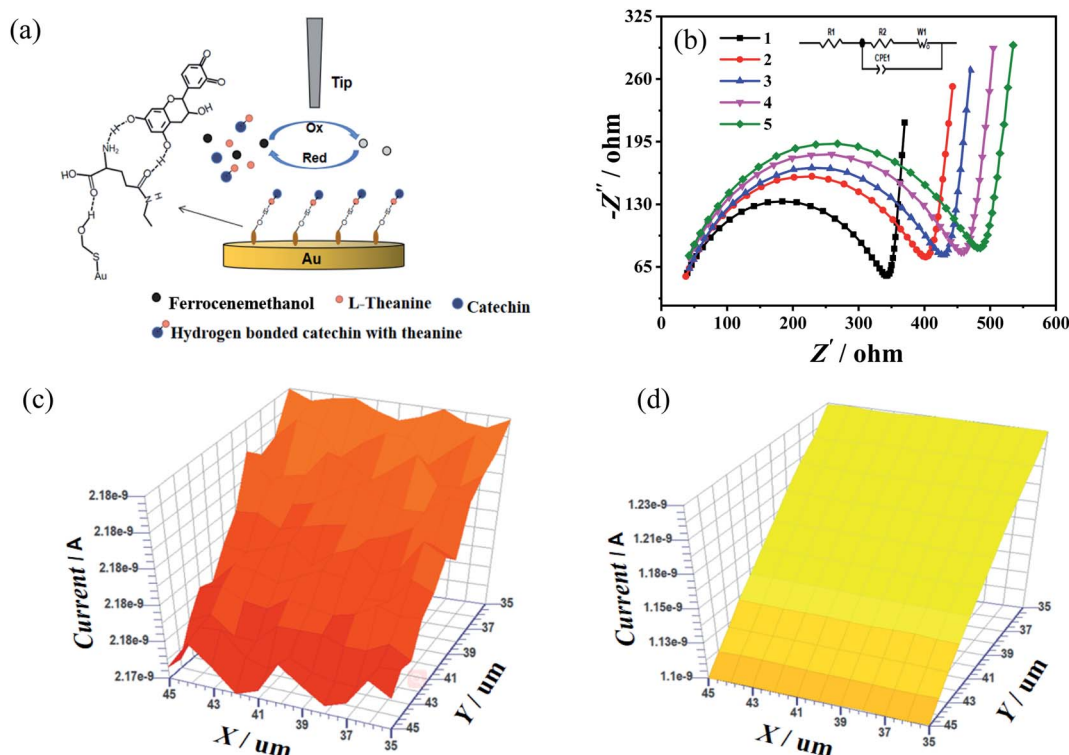 (a)
Tip
Ox
Red
O
O
O
OH
HO
O
H
H
O
NH₂
HO
O
O
H
N
H
O
S
Au
S
O
S
O
S
O
S
O
Au
Ferrocenemethanol
L-Theanine
Catechin
Hydrogen bonded catechin with theanine
(b)
325
260
195
130
65
-Z'' / ohm
1
2
3
4
5
R1
R2
W1
CPE1
0
100
200
300
400
500
600
Z' / ohm
(c)
2.18e-9
2.18e-9
2.18e-9
2.18e-9
2.18e-9
2.17e-9
Current / A
45
43
41
39
37
35
X / um
35
37
39
41
43
45
Y / um
(d)
1.23e-9
1.21e-9
1.18e-9
1.15e-9
1.13e-9
1.1e-9
Current / A
45
43
41
39
37
35
X / um
35
37
39
41
43
45
Y / um